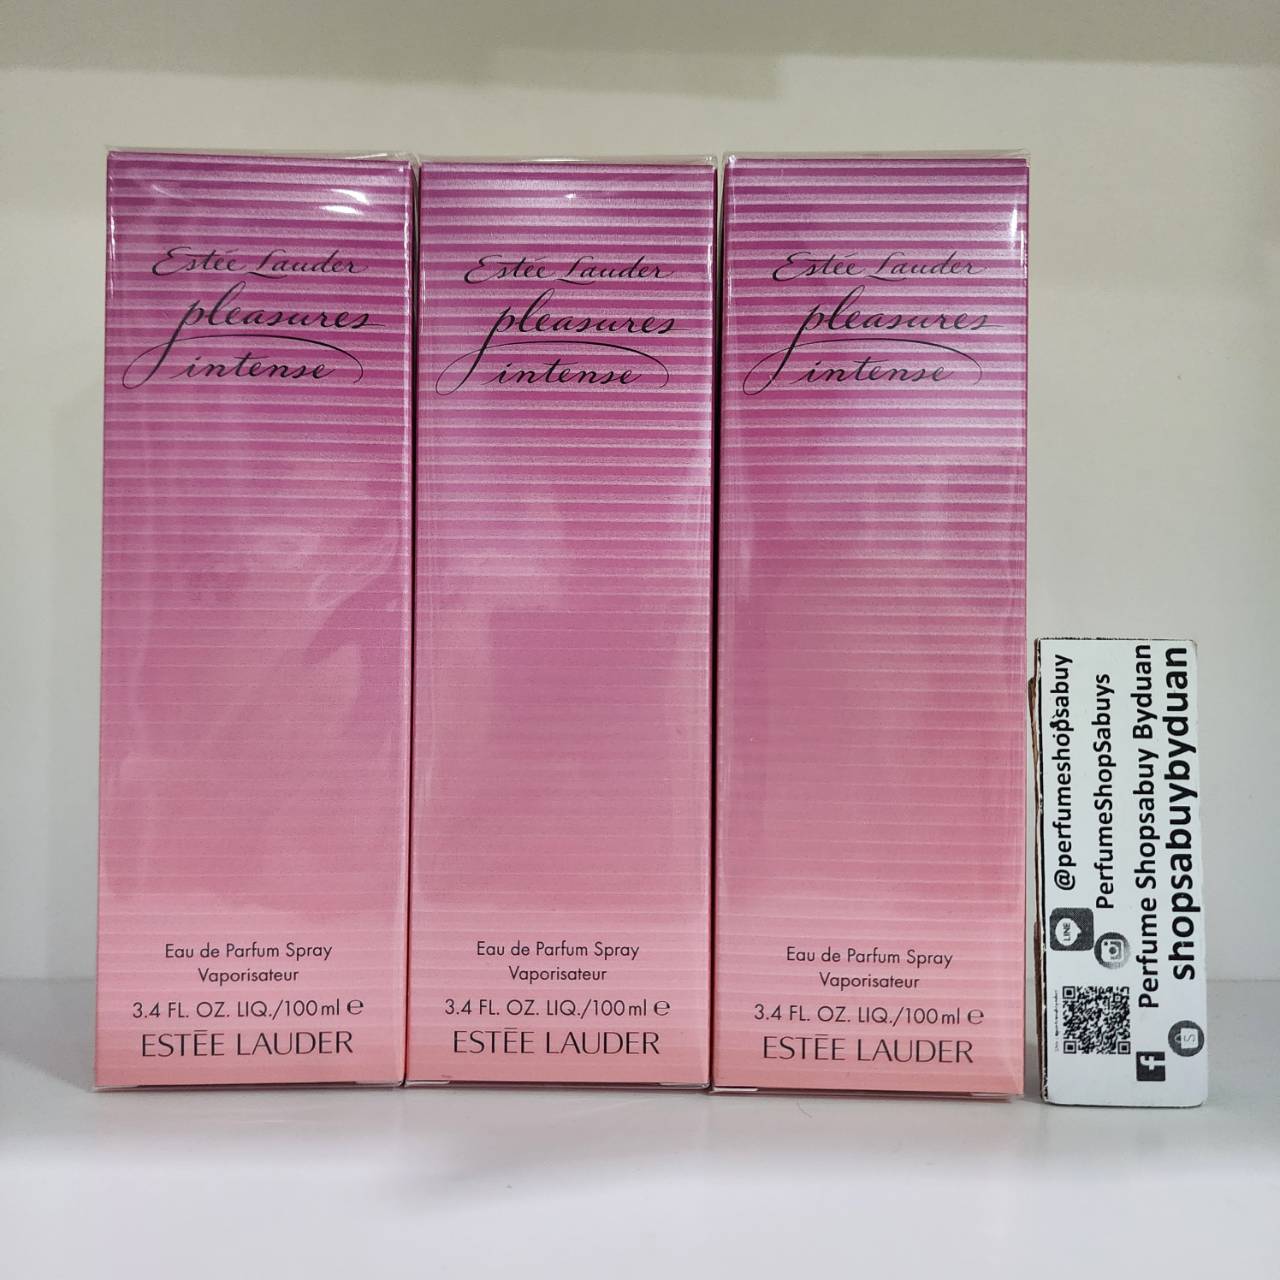 Estée Lauder
pleasures
intense
Eau de Parfum Spray
Vaporisateur
3.4 FL. OZ. LIQ./100ml ℮
ESTĒE LAUDER
Estée Lauder
pleasures
intense
Eau de Parfum Spray
Vaporisateur
3.4 FL. OZ. LIQ./100ml ℮
ESTĒE LAUDER
Estée Lauder
pleasures
intense
Eau de Parfum Spray
Vaporisateur
3.4 FL. OZ. LIQ./100ml ℮
ESTĒE LAUDER
LINE @perfumeshopsabuy
PerfumeShopSabuys
Perfume Shopsabuy Byduan
shopsabuybyduan